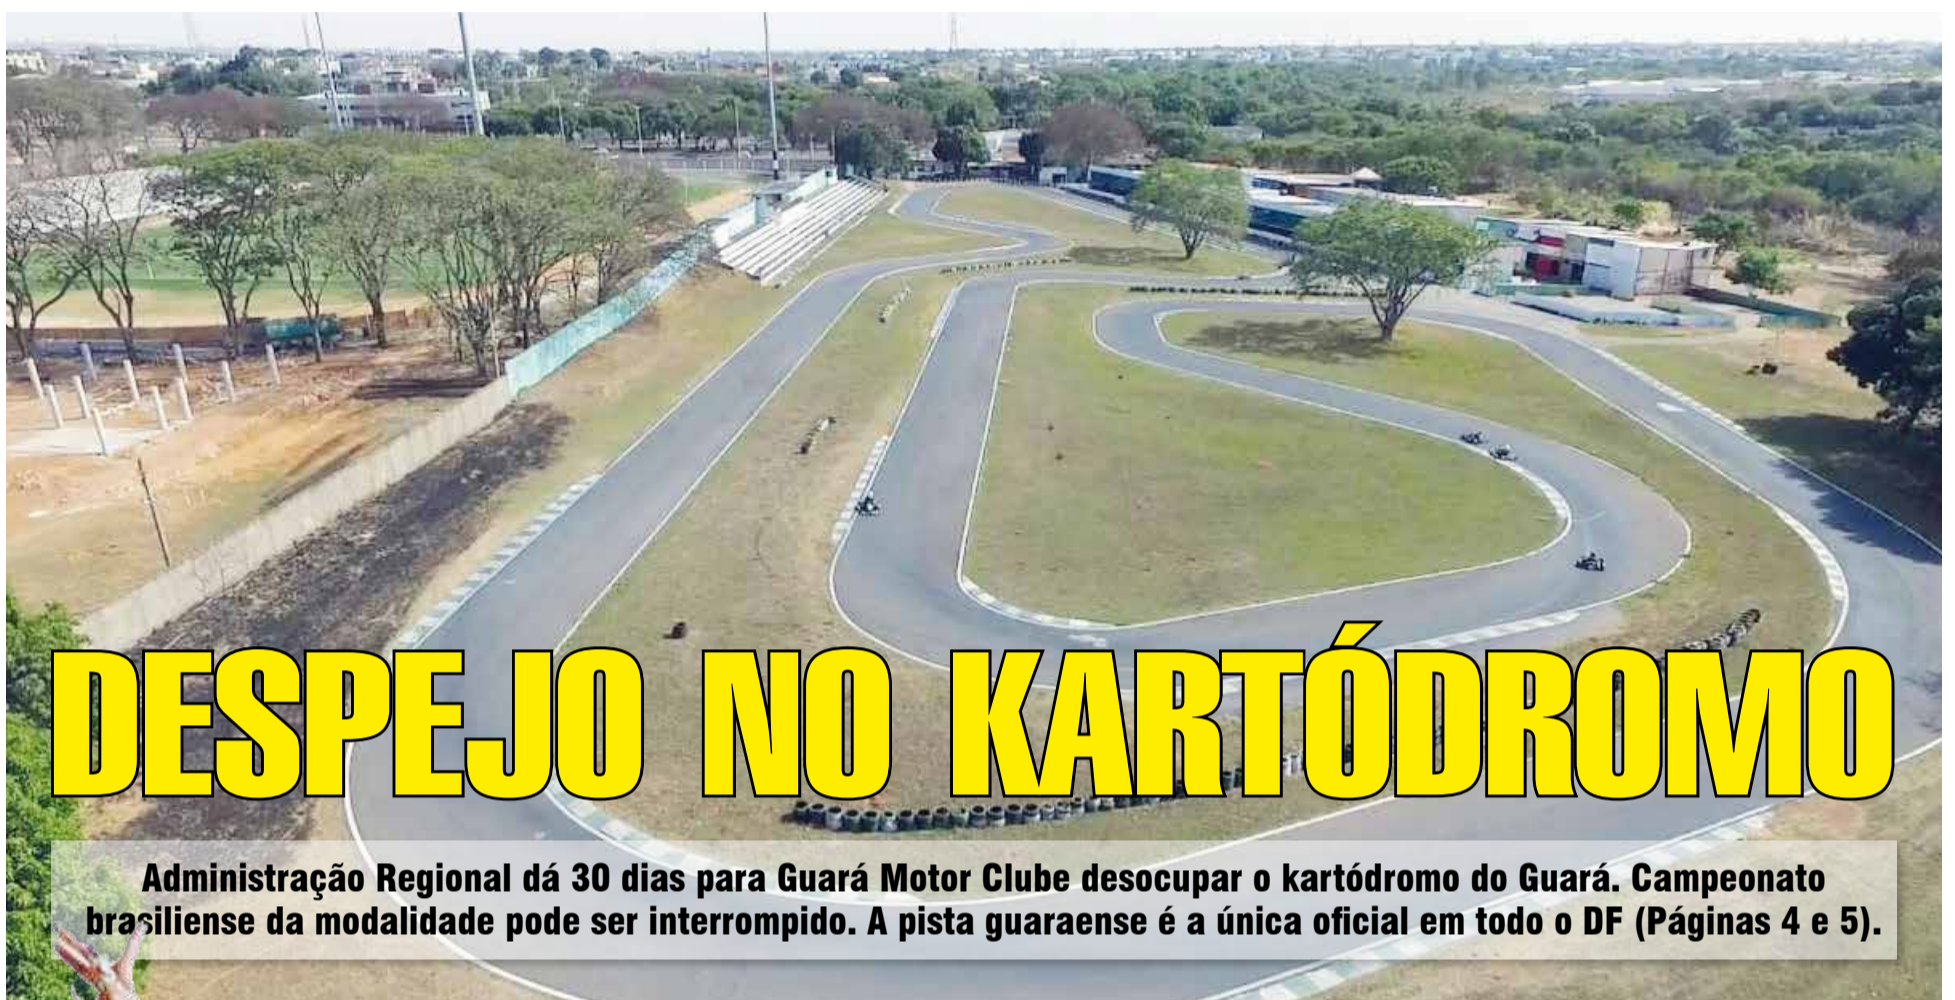 DESPEJO NO KARTÓDROMO
Administração Regional dá 30 dias para Guará Motor Clube desocupar o kartódromo do Guará. Campeonato
brasiliense da modalidade pode ser interrompido. A pista guaraense é a única oficial em todo o DF (Páginas 4 e 5).